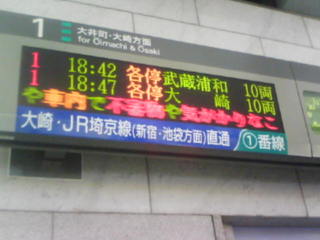 1 大井町・大崎方面
for Oimachi & Osaki
1 18:42 各停 武蔵浦和 10両
1 18:47 各停 大崎 10両
や車内で不審物や気がかりなこ
大崎・JR埼京線(新宿・池袋方面)直通 ①番線